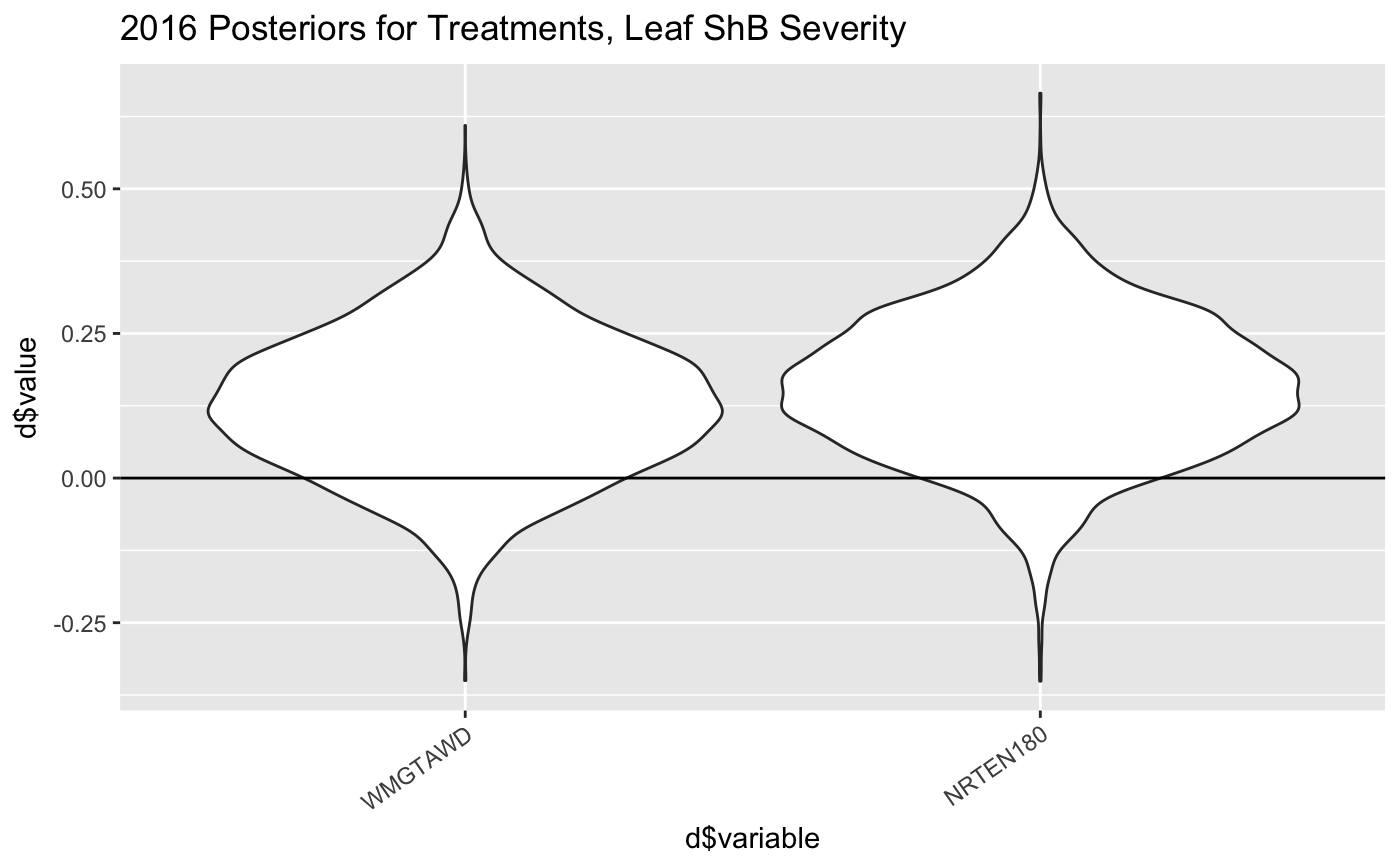 2016 Posteriors for Treatments, Leaf ShB Severity
d$value
0.50
0.25
0.00
-0.25
WMGTAWD
NRTEN180
d$variable